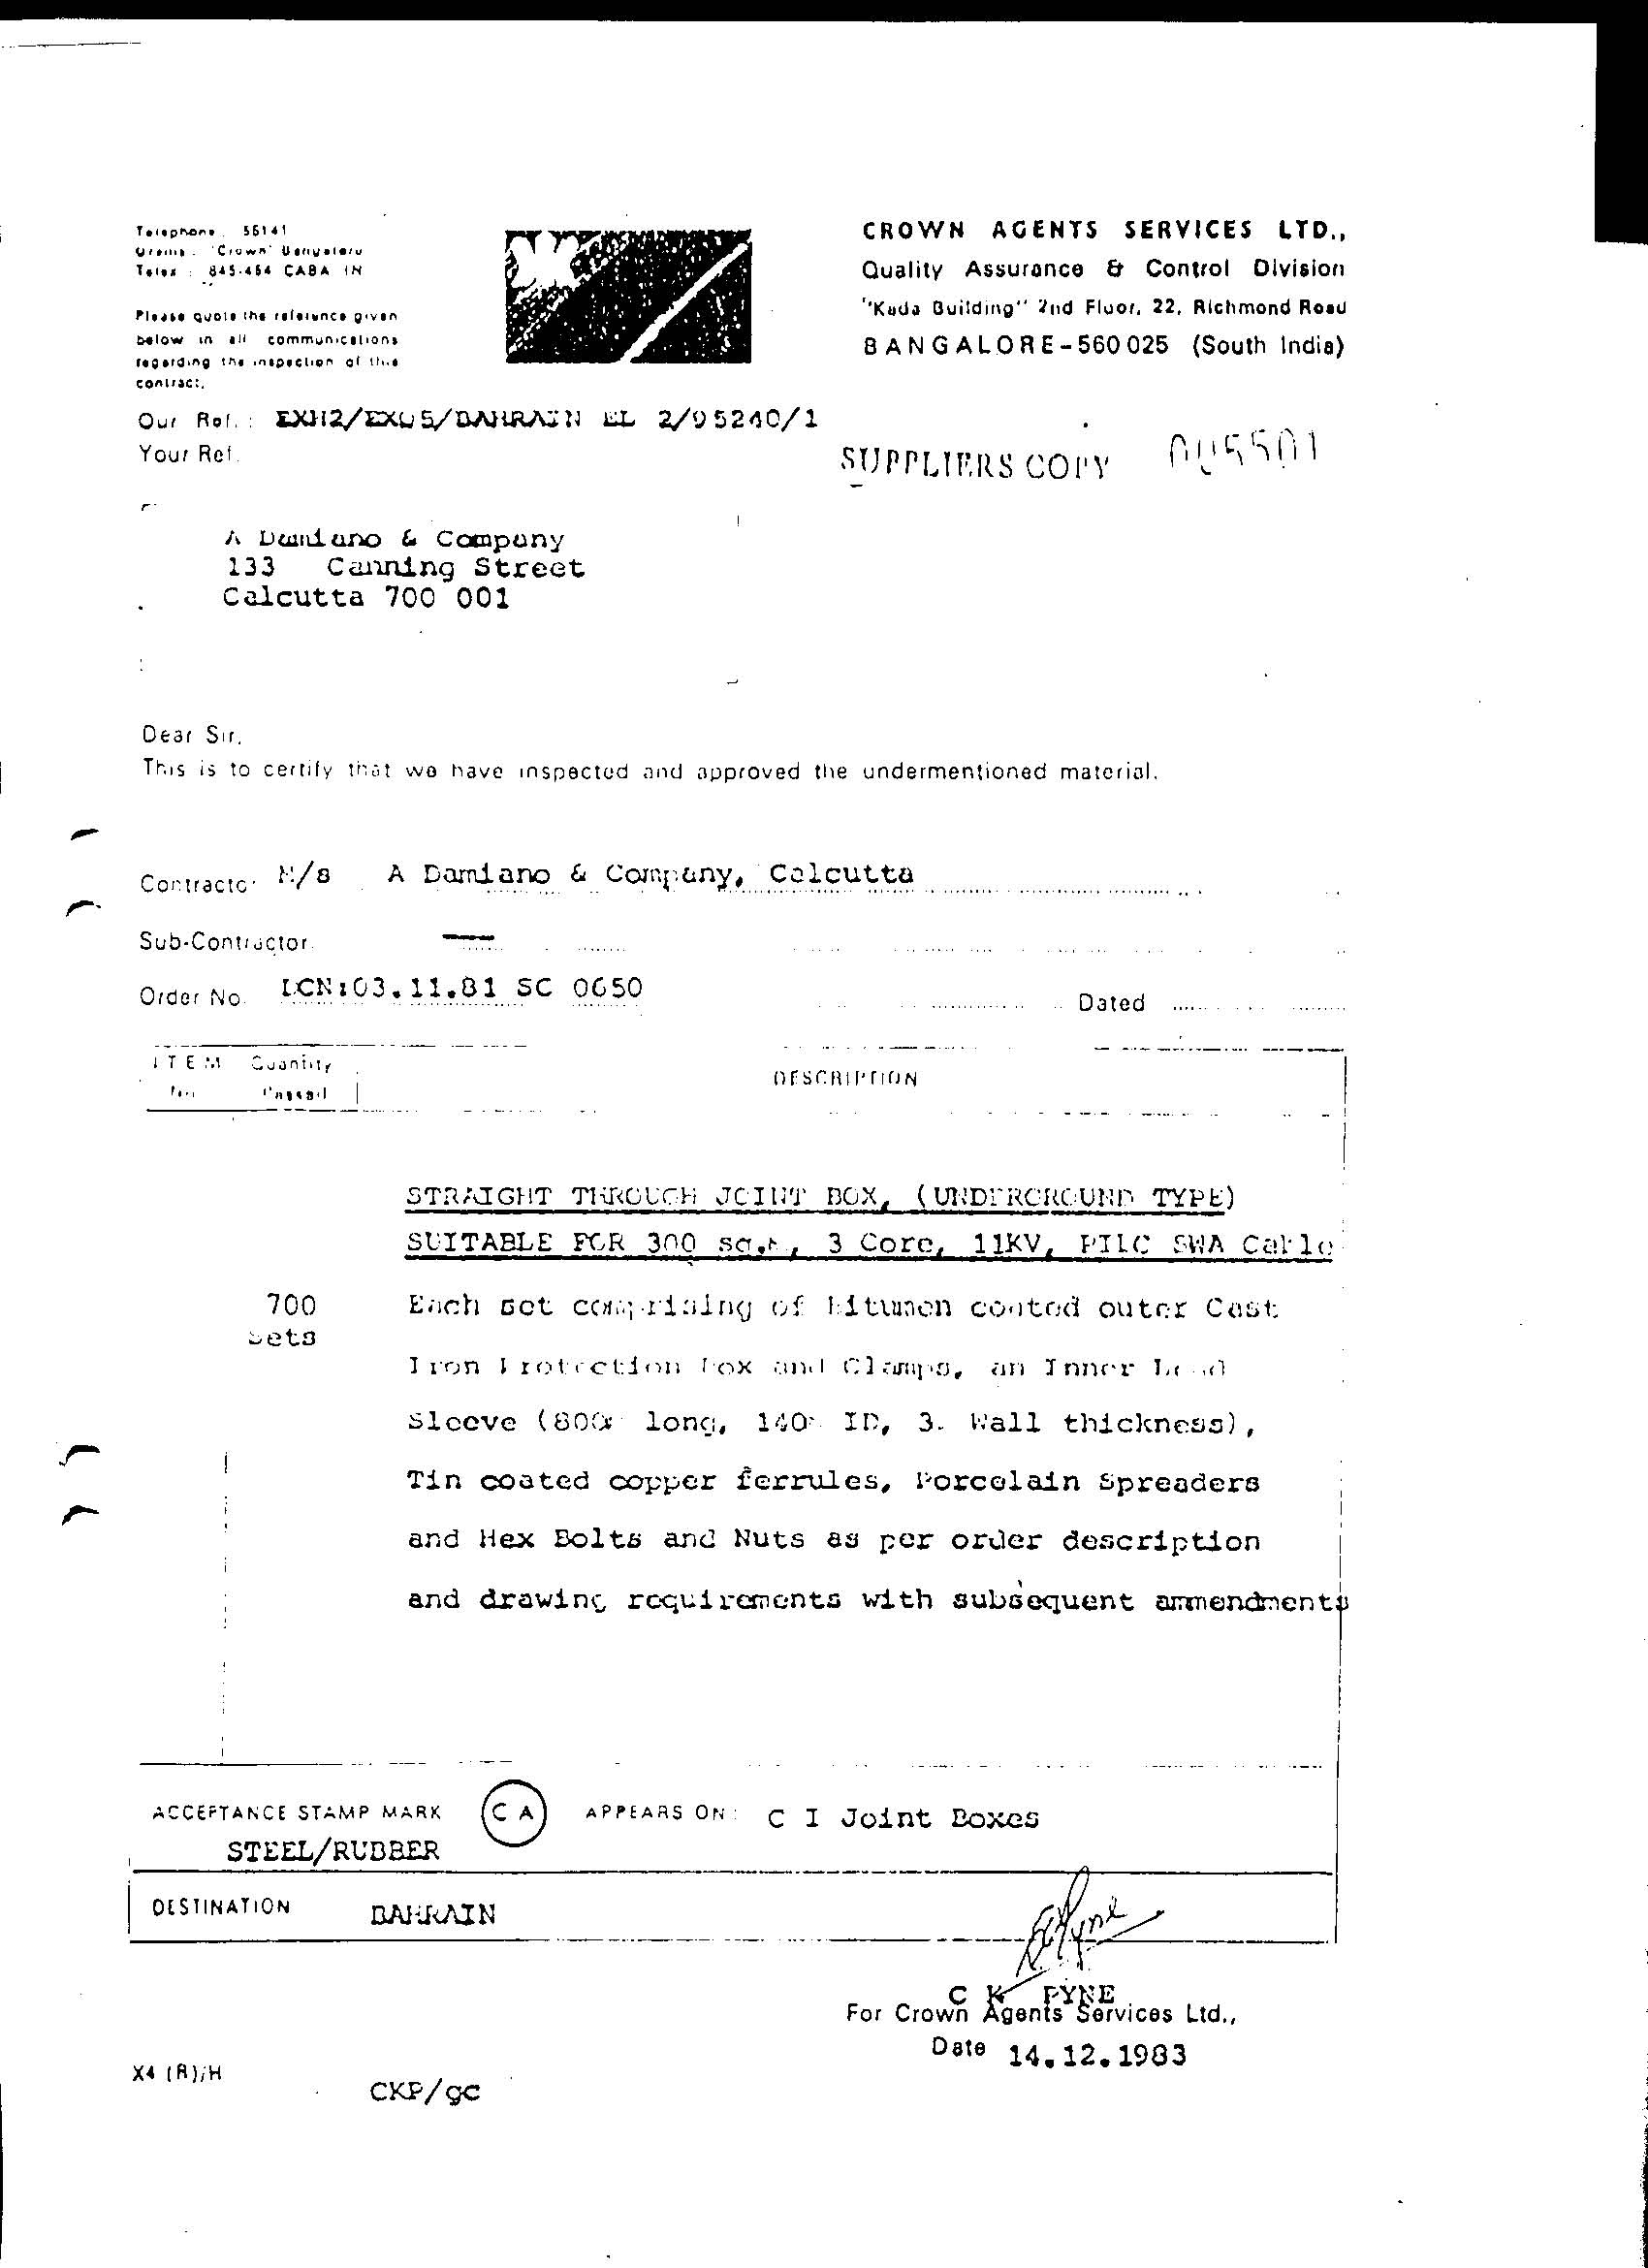 Telephone 55141
Grams : 'Crown'
Telex : 845-454 CABA IN
Please quote the reference given
below in all communications
regarding the inspection of this
contract.
CROWN AGENTS SERVICES LTD.,
Quality Assurance & Control Division
"Kada Building" 2nd Floor, 22, Richmond Road
BANGALORE-560 025 (South India)
Our Ref. : EXH2/EXQ5/BAHRAIN EL 2/95240/1
Your Ref.
SUPPLIERS COPY 005501
A Damiano & Company
133 Canning Street
Calcutta 700 001
Dear Sir,
This is to certify that we have inspected and approved the undermentioned material.
Contractor M/s A Damiano & Company, Calcutta
Sub-Contractor
Order No. LCN:03.11.81 SC 0650 Dated
ITEM Quantity
No. Passed DESCRIPTION
STRAIGHT THROUGH JOINT BOX, (UNDERGROUND TYPE)
SUITABLE FOR 300 3 Core, 11KV, PILC SWA Cable
700 Each set comprising of bitumen coated outer Cast
Sets
Iron Protection Box and Clamps, an Inner Lead
Sleeve long, ID, Wall thickness),
Tin coated copper ferrules, Porcelain Spreaders
and Hex Bolts and Nuts as per order description
and drawing requirements with subsequent ammendments
ACCEPTANCE STAMP MARK CA APPEARS ON : C I Joint Boxes
STEEL/RUBBER
DESTINATION BAHRAIN
C K PYNE
For Crown Agents Services Ltd.,
Date 14.12.1983
X4 (R)/H
CKP/gc